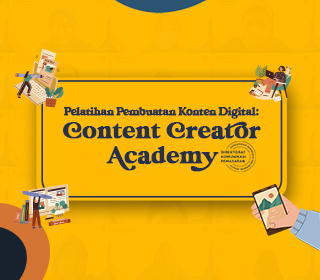 Pelatihan Pembuatan Konten Digital:
Content Creator
Academy
DIREKTORAT
KOMUNIKASI
PEMASARAN